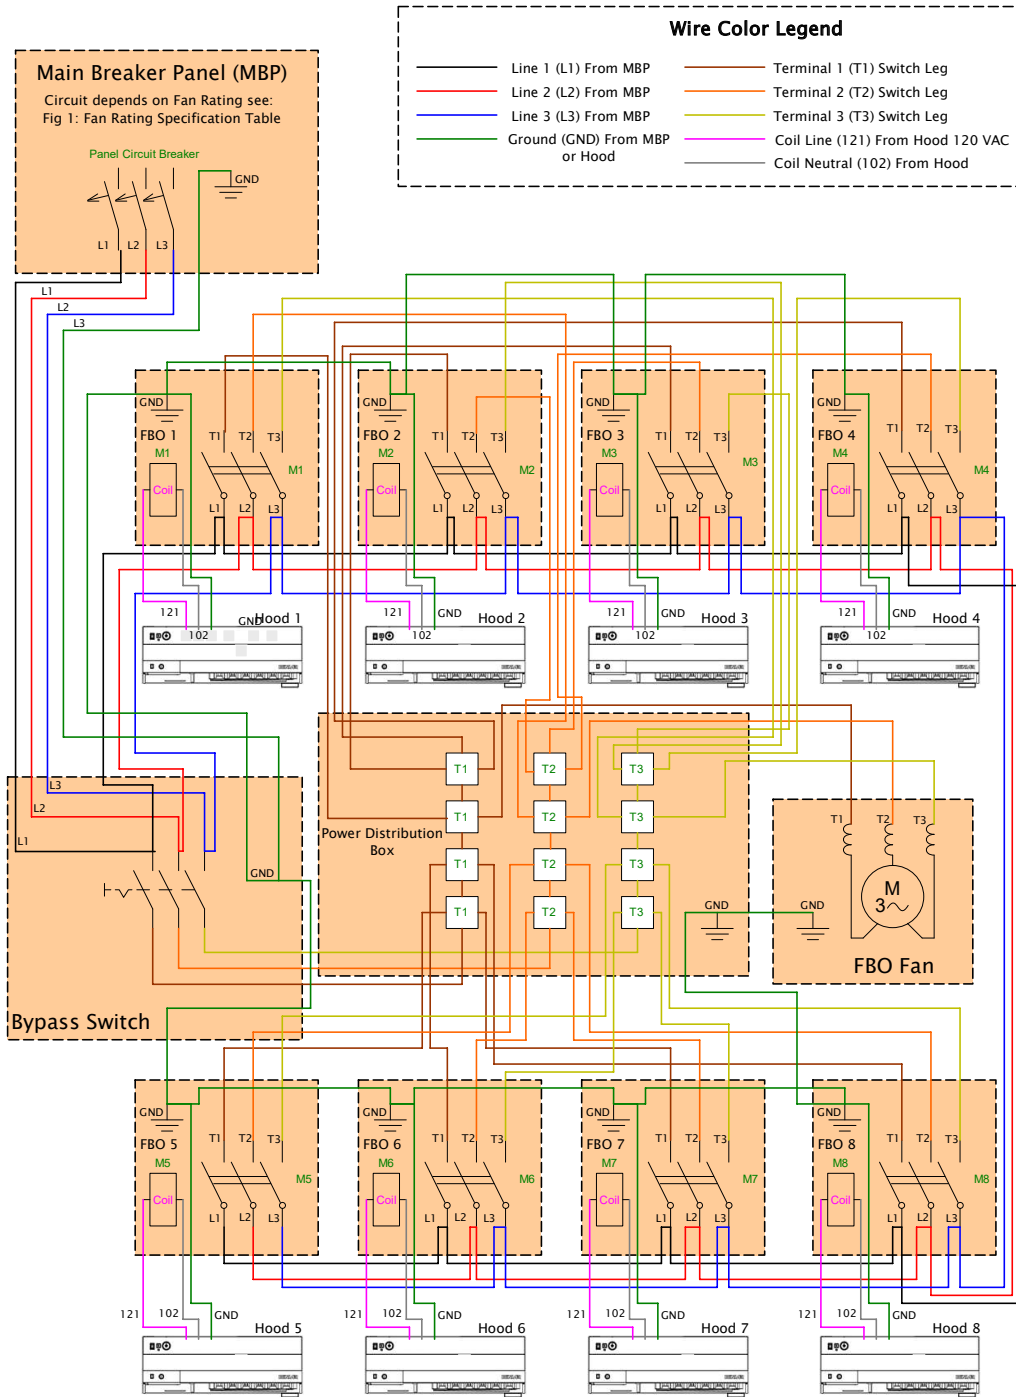 Wire Color Legend
Line 1 (L1) From MBP
Line 2 (L2) From MBP
Line 3 (L3) From MBP
Ground (GND) From MBP
or Hood
Terminal 1 (T1) Switch Leg
Terminal 2 (T2) Switch Leg
Terminal 3 (T3) Switch Leg
Coil Line (121) From Hood 120 VAC
Coil Neutral (102) From Hood
Main Breaker Panel (MBP)
Circuit depends on Fan Rating see:
Fig 1: Fan Rating Specification Table
Panel Circuit Breaker
GND
L1 L2 L3
L1
L2
L3
GND
FBO 1
M1
Coil
T1 T2 T3
M1
L1 L2 L3
GND
FBO 2
M2
Coil
T1 T2 T3
M2
L1 L2 L3
GND
FBO 3
M3
Coil
T1 T2 T3
M3
L1 L2 L3
GND
FBO 4
M4
Coil
T1 T2 T3
M4
L1 L2 L3
121 102 GND Hood 1
121 102 GND Hood 2
121 102 GND Hood 3
121 102 GND Hood 4
L3
L2
L1
GND
Bypass Switch
T1 T2 T3
T1 T2 T3
Power Distribution
Box
T1 T2 T3
T1 T2 T3
GND
GND
T1 T2 T3
M
3
FBO Fan
GND
FBO 5
M5
Coil
T1 T2 T3
M5
L1 L2 L3
GND
FBO 6
M6
Coil
T1 T2 T3
M6
L1 L2 L3
GND
FBO 7
M7
Coil
T1 T2 T3
M7
L1 L2 L3
GND
FBO 8
M8
Coil
T1 T2 T3
M8
L1 L2 L3
121 102 GND Hood 5
121 102 GND Hood 6
121 102 GND Hood 7
121 102 GND Hood 8